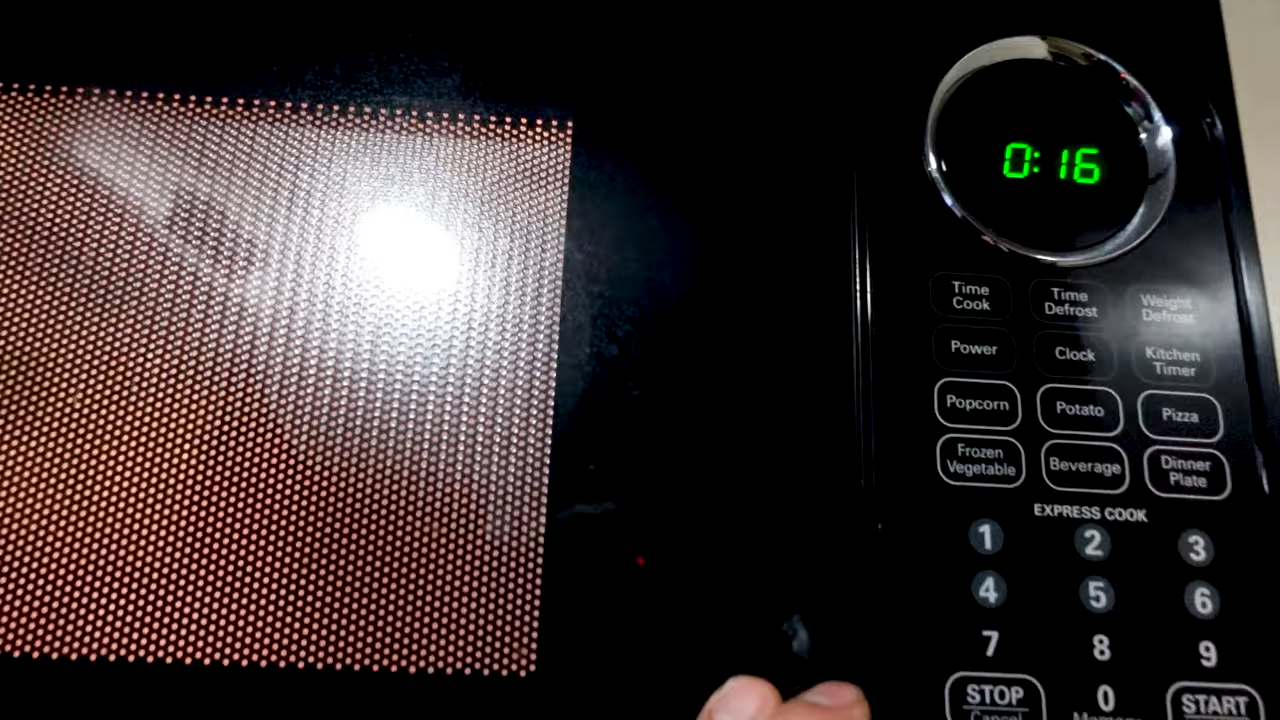 0:16
Time Cook
Time Defrost
Weight Defrost
Power
Clock
Kitchen Timer
Popcorn
Potato
Pizza
Frozen Vegetable
Beverage
Dinner Plate
EXPRESS COOK
1 2 3
4 5 6
7 8 9
STOP
0
START
Cancel